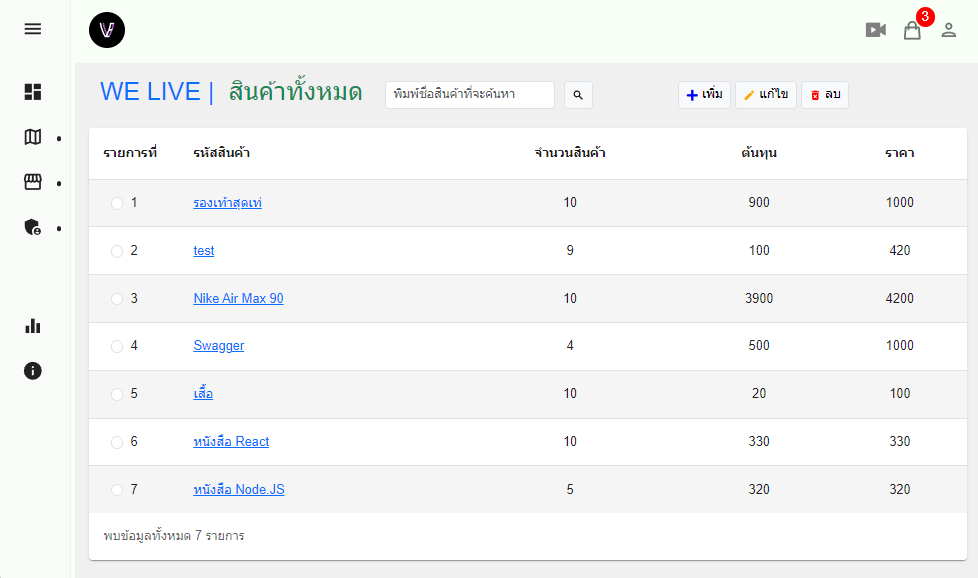 3
WE LIVE | สินค้าทั้งหมด พิมพ์ชื่อสินค้าที่จะค้นหา เพิ่ม แก้ไข ลบ
รายการที่ รหัสสินค้า จำนวนสินค้า ต้นทุน ราคา
1 รองเท้าสุดเท่ 10 900 1000
2 test 9 100 420
3 Nike Air Max 90 10 3900 4200
4 Swagger 4 500 1000
5 เสื้อ 10 20 100
6 หนังสือ React 10 330 330
7 หนังสือ Node.JS 5 320 320
พบข้อมูลทั้งหมด 7 รายการ